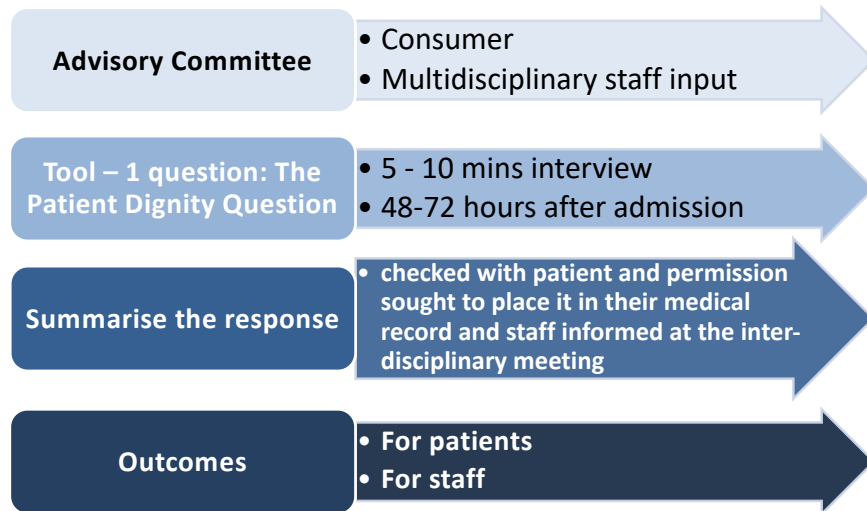 Advisory Committee
• Consumer
• Multidisciplinary staff input
Tool – 1 question: The
Patient Dignity Question
• 5 - 10 mins interview
• 48-72 hours after admission
Summarise the response
• checked with patient and permission
sought to place it in their medical
record and staff informed at the inter-
disciplinary meeting
Outcomes
• For patients
• For staff